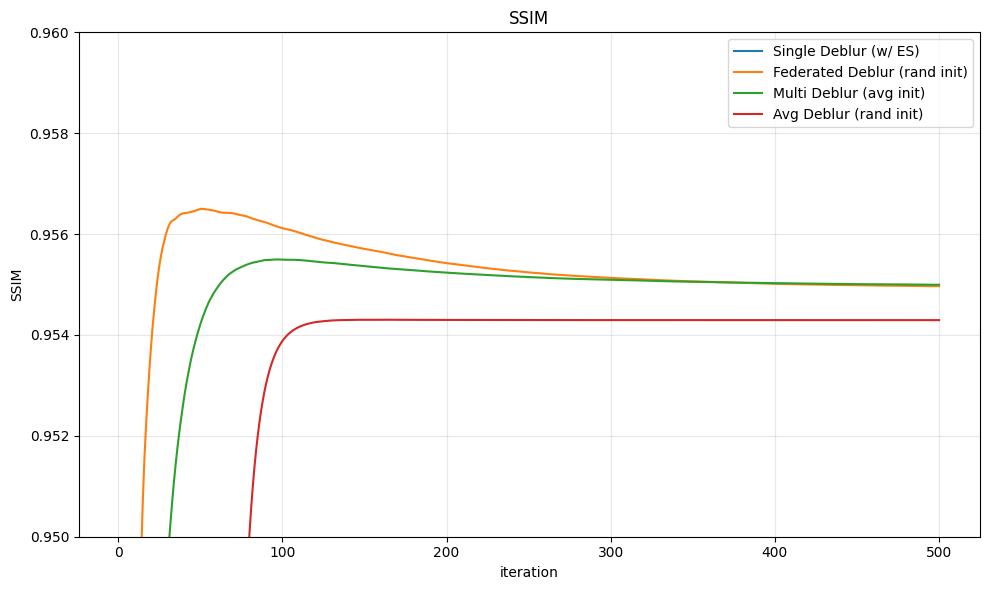 SSIM
0.960
0.958
0.956
0.954
0.952
0.950
SSIM
Single Deblur (w/ ES)
Federated Deblur (rand init)
Multi Deblur (avg init)
Avg Deblur (rand init)
0 100 200 300 400 500
iteration